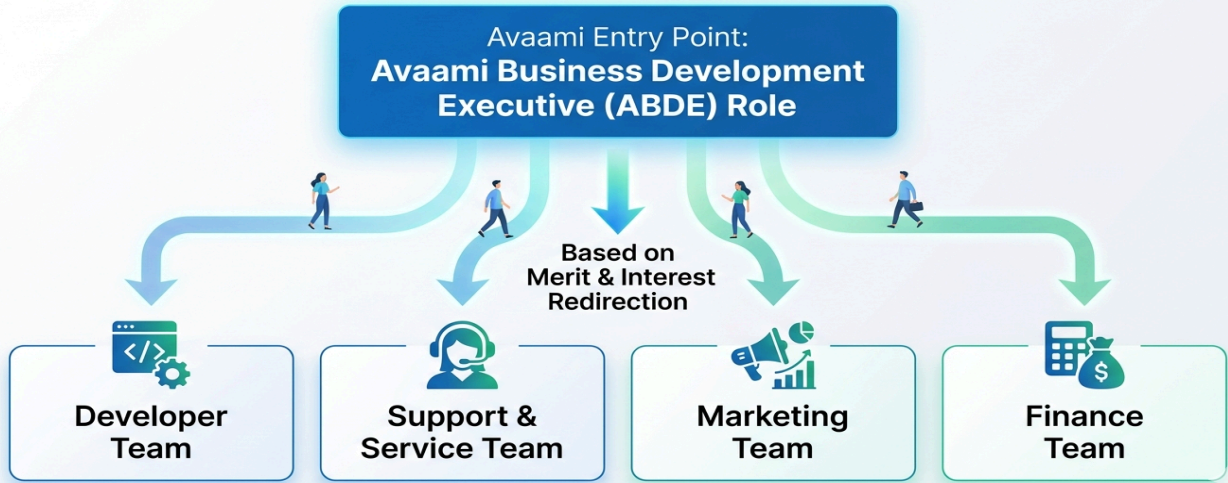 Avaami Entry Point:
Avaami Business Development
Executive (ABDE) Role
Based on
Merit & Interest
Redirection
</>
Developer
Team
Support &
Service Team
Marketing
Team
$
Finance
Team